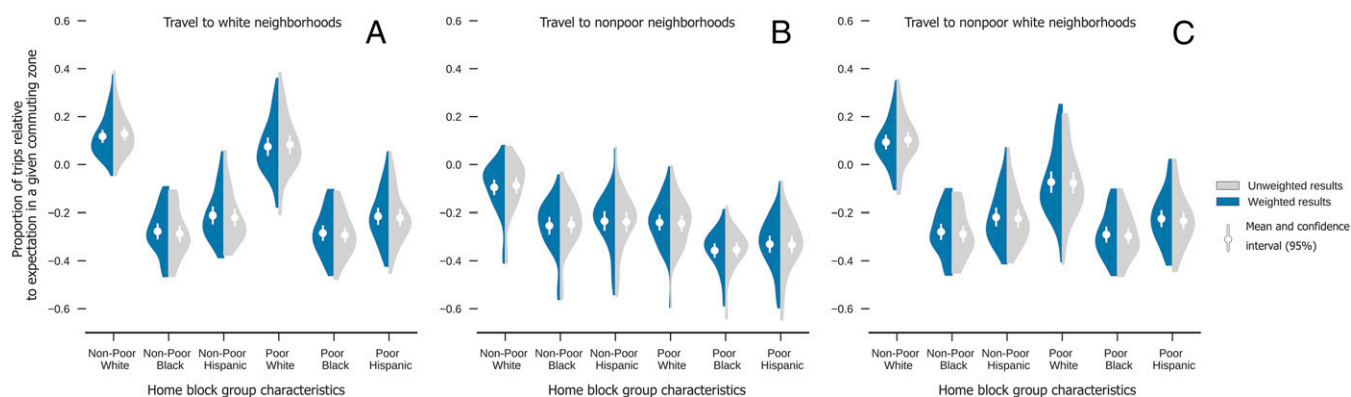 Travel to white neighborhoods
A
Travel to nonpoor neighborhoods
B
Travel to nonpoor white neighborhoods
C
Proportion of trips relative
to expectation in a given commuting zone
0.6
0.4
0.2
0.0
−0.2
−0.4
−0.6
Non-Poor White
Non-Poor Black
Non-Poor Hispanic
Poor White
Poor Black
Poor Hispanic
Home block group characteristics
0.6
0.4
0.2
0.0
−0.2
−0.4
−0.6
Non-Poor White
Non-Poor Black
Non-Poor Hispanic
Poor White
Poor Black
Poor Hispanic
Home block group characteristics
0.6
0.4
0.2
0.0
−0.2
−0.4
−0.6
Non-Poor White
Non-Poor Black
Non-Poor Hispanic
Poor White
Poor Black
Poor Hispanic
Home block group characteristics
Unweighted results
Weighted results
Mean and confidence
interval (95%)